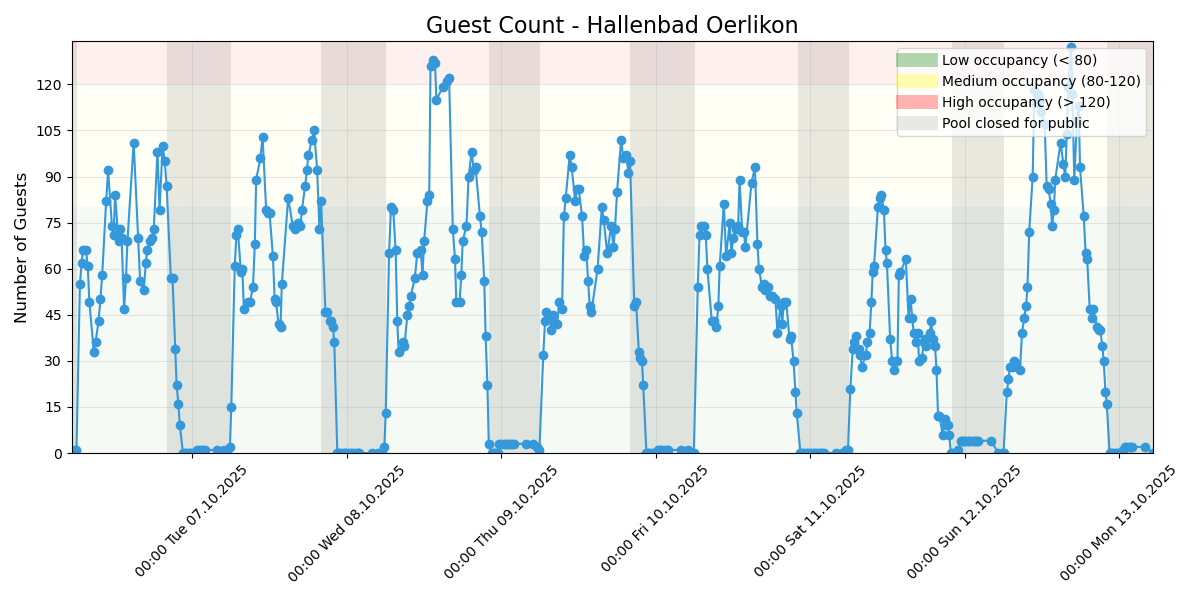 Guest Count - Hallenbad Oerlikon
Low occupancy (< 80)
Medium occupancy (80-120)
High occupancy (> 120)
Pool closed for public
Number of Guests
120
105
90
75
60
45
30
15
0
00:00 Tue 07.10.2025
00:00 Wed 08.10.2025
00:00 Thu 09.10.2025
00:00 Fri 10.10.2025
00:00 Sat 11.10.2025
00:00 Sun 12.10.2025
00:00 Mon 13.10.2025